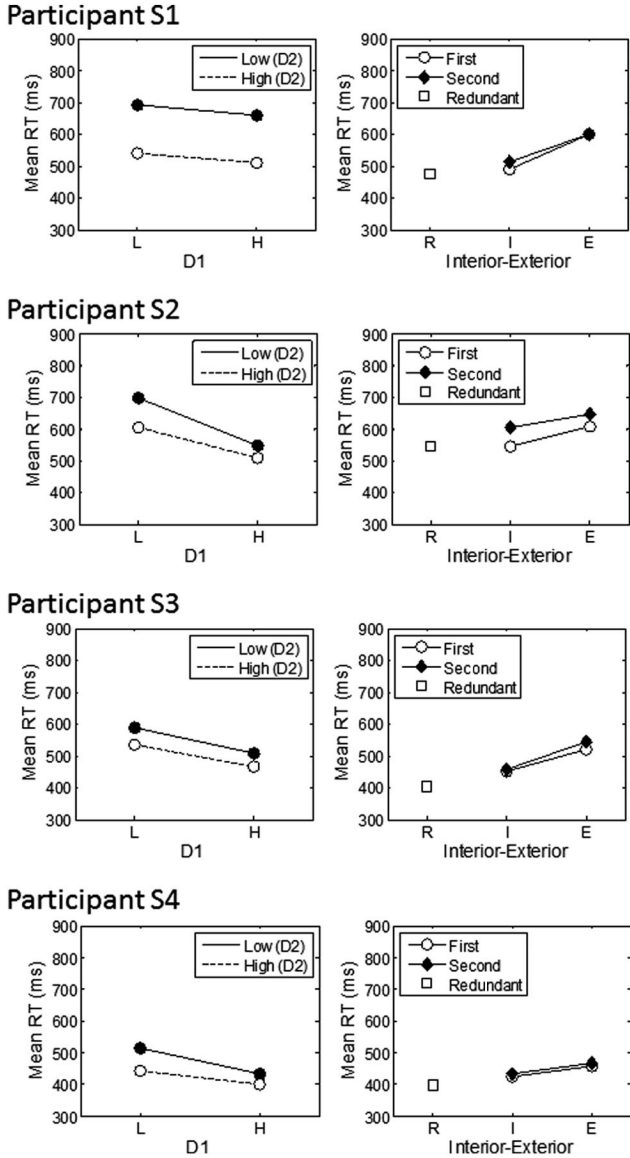 Participant S1
900
800
700
600
500
400
300
Mean RT (ms)
Low (D2)
High (D2)
L H
D1
900
800
700
600
500
400
300
Mean RT (ms)
First
Second
Redundant
R I E
Interior-Exterior
Participant S2
900
800
700
600
500
400
300
Mean RT (ms)
Low (D2)
High (D2)
L H
D1
900
800
700
600
500
400
300
Mean RT (ms)
First
Second
Redundant
R I E
Interior-Exterior
Participant S3
900
800
700
600
500
400
300
Mean RT (ms)
Low (D2)
High (D2)
L H
D1
900
800
700
600
500
400
300
Mean RT (ms)
First
Second
Redundant
R I E
Interior-Exterior
Participant S4
900
800
700
600
500
400
300
Mean RT (ms)
Low (D2)
High (D2)
L H
D1
900
800
700
600
500
400
300
Mean RT (ms)
First
Second
Redundant
R I E
Interior-Exterior